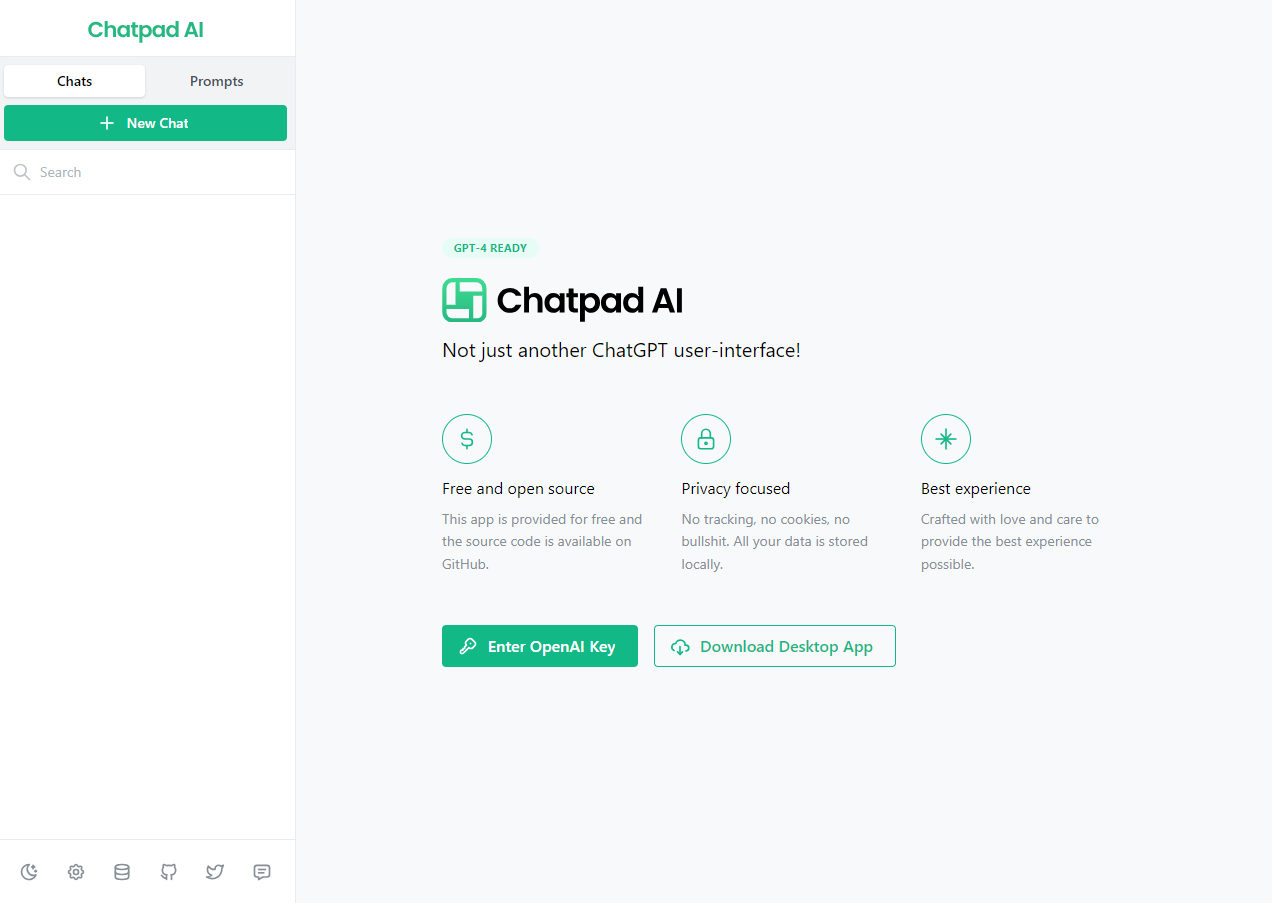 Chatpad AI
Chats
Prompts
New Chat
Search
GPT-4 READY
Chatpad AI
Not just another ChatGPT user-interface!
Free and open source
This app is provided for free and
the source code is available on
GitHub.
Privacy focused
No tracking, no cookies, no
bullshit. All your data is stored
locally.
Best experience
Crafted with love and care to
provide the best experience
possible.
Enter OpenAI Key
Download Desktop App